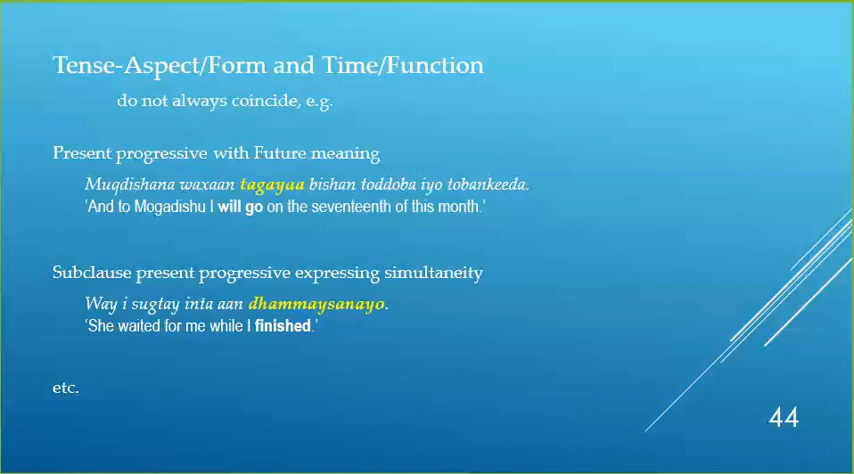 Tense-Aspect/Form and Time/Function
do not always coincide, e.g.
Present progressive with Future meaning
Muqdishana waxaan tagayaa bishan toddoba iyo tobankeeda.
‘And to Mogadishu I will go on the seventeenth of this month.’
Subclause present progressive expressing simultaneity
Way i sugtay inta aan dhammaysanayo.
‘She waited for me while I finished.’
etc.
44